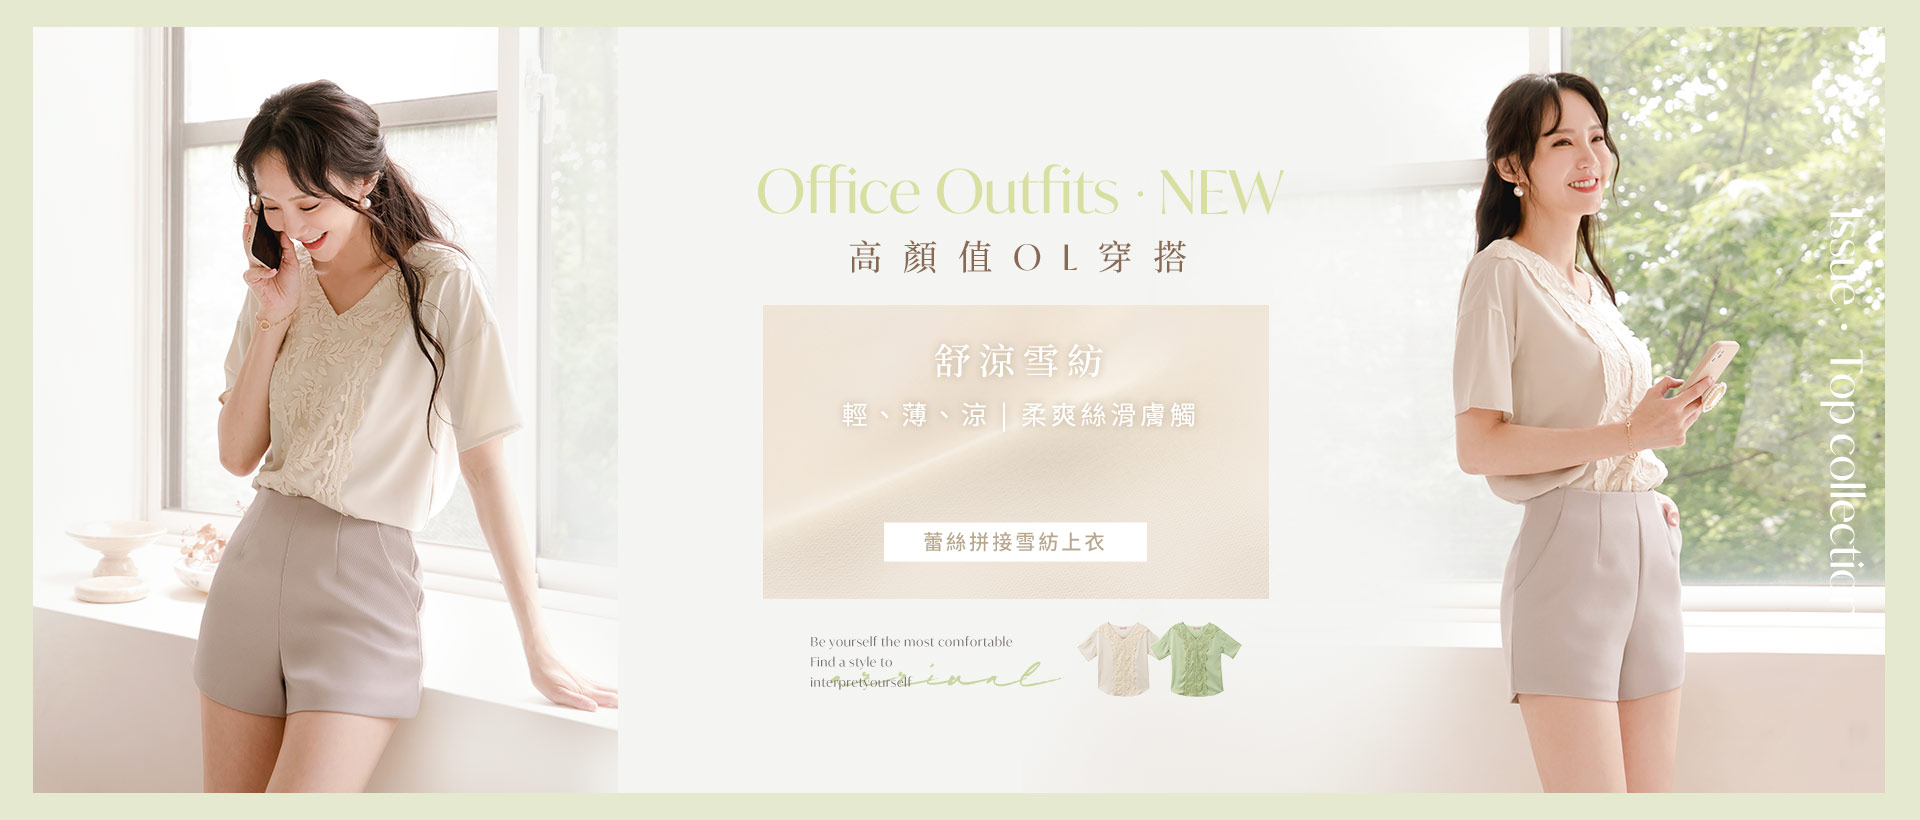 Office Outfits · NEW
高顏值OL穿搭
舒涼雪紡
輕、薄、涼｜柔爽絲滑膚觸
蕾絲拼接雪紡上衣
Be yourself the most comfortable
Find a style to
interpretyourself
arrival
Issue · Top collection